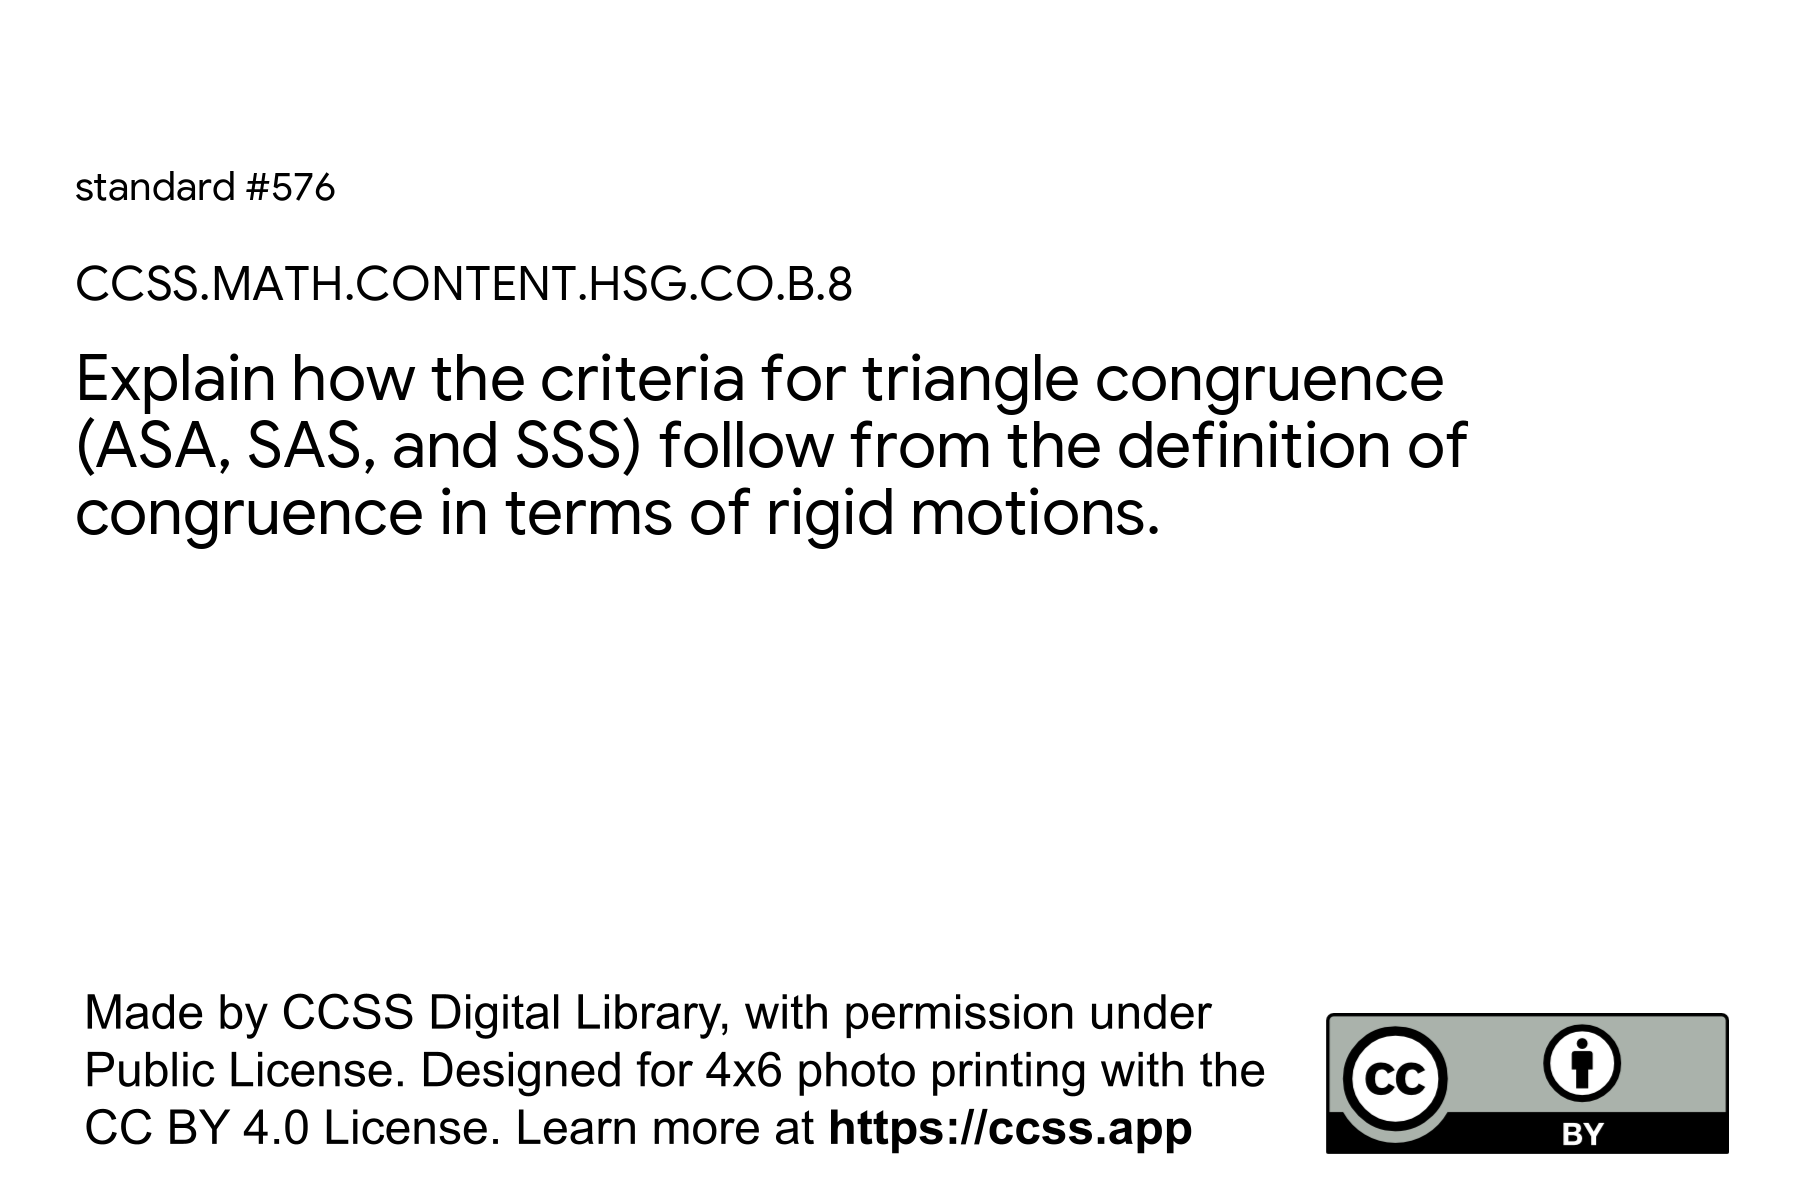 standard #576
CCSS.MATH.CONTENT.HSG.CO.B.8
Explain how the criteria for triangle congruence
(ASA, SAS, and SSS) follow from the definition of
congruence in terms of rigid motions.
Made by CCSS Digital Library, with permission under
Public License. Designed for 4x6 photo printing with the
CC BY 4.0 License. Learn more at https://ccss.app
CC
BY